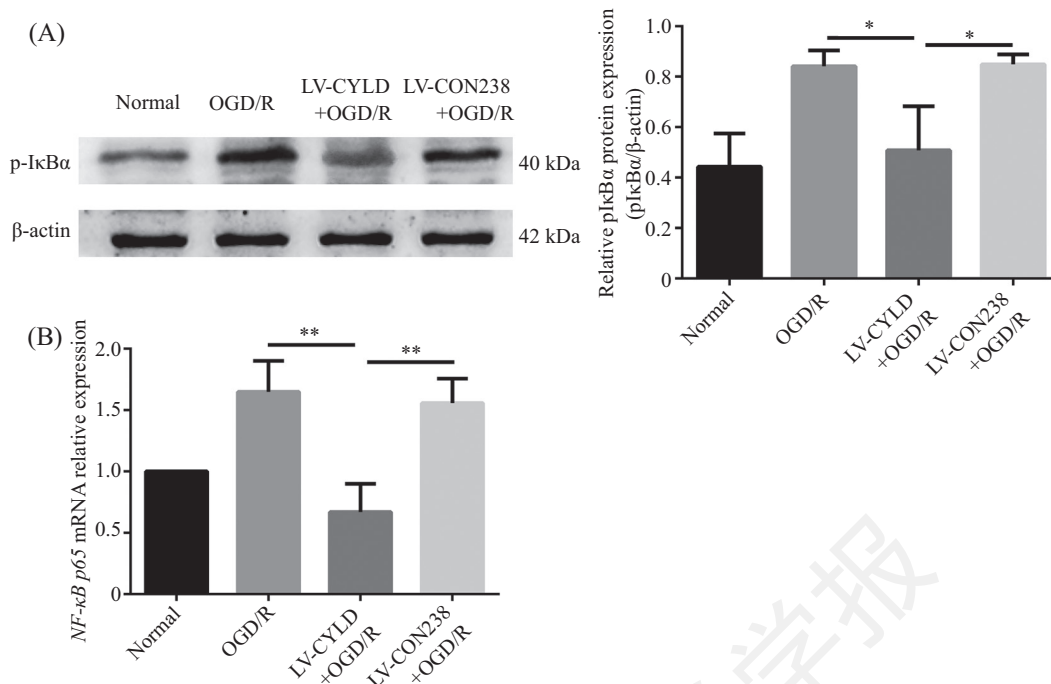 (A)
Normal
OGD/R
LV-CYLD
+OGD/R
LV-CON238
+OGD/R
p-IκBα
40 kDa
β-actin
42 kDa
Relative pIκBα protein expression
(pIκBα/β-actin)
1.0
0.8
0.6
0.4
0.2
0
*
*
Normal
OGD/R
LV-CYLD
+OGD/R
LV-CON238
+OGD/R
(B)
NF-κB p65 mRNA relative expression
2.0
1.5
1.0
0.5
0
**
**
Normal
OGD/R
LV-CYLD
+OGD/R
LV-CON238
+OGD/R
学报